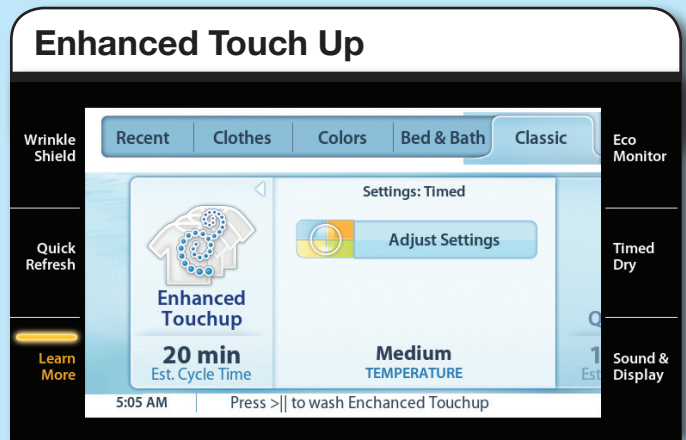 Enhanced Touch Up
Wrinkle
Shield
Quick
Refresh
Learn
More
Recent
Clothes
Colors
Bed & Bath
Classic
Enhanced
Touchup
20 min
Est. Cycle Time
Settings: Timed
Adjust Settings
Medium
TEMPERATURE
Q
1
Est
5:05 AM
Press >|| to wash Enchanced Touchup
Eco
Monitor
Timed
Dry
Sound &
Display